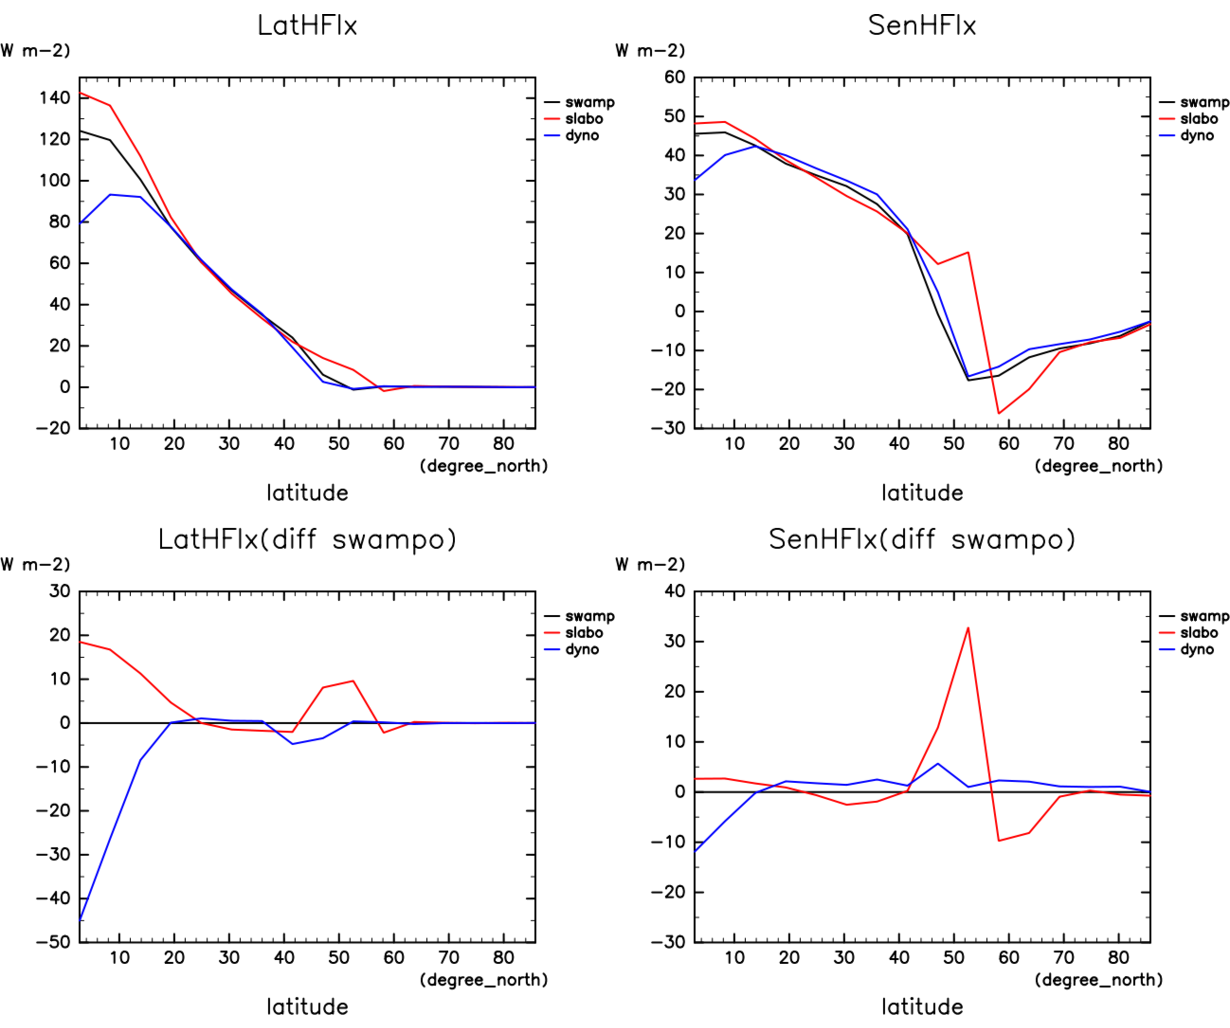 LatHFlx
W m−2)
140
120
100
80
60
40
20
0
−20
10 20 30 40 50 60 70 80
(degree_north)
latitude
swamp
slabo
dyno
SenHFlx
W m−2)
60
50
40
30
20
10
0
−10
−20
−30
10 20 30 40 50 60 70 80
(degree_north)
latitude
swamp
slabo
dyno
LatHFlx(diff swampo)
W m−2)
30
20
10
0
−10
−20
−30
−40
−50
10 20 30 40 50 60 70 80
(degree_north)
latitude
swamp
slabo
dyno
SenHFlx(diff swampo)
W m−2)
40
30
20
10
0
−10
−20
−30
10 20 30 40 50 60 70 80
(degree_north)
latitude
swamp
slabo
dyno